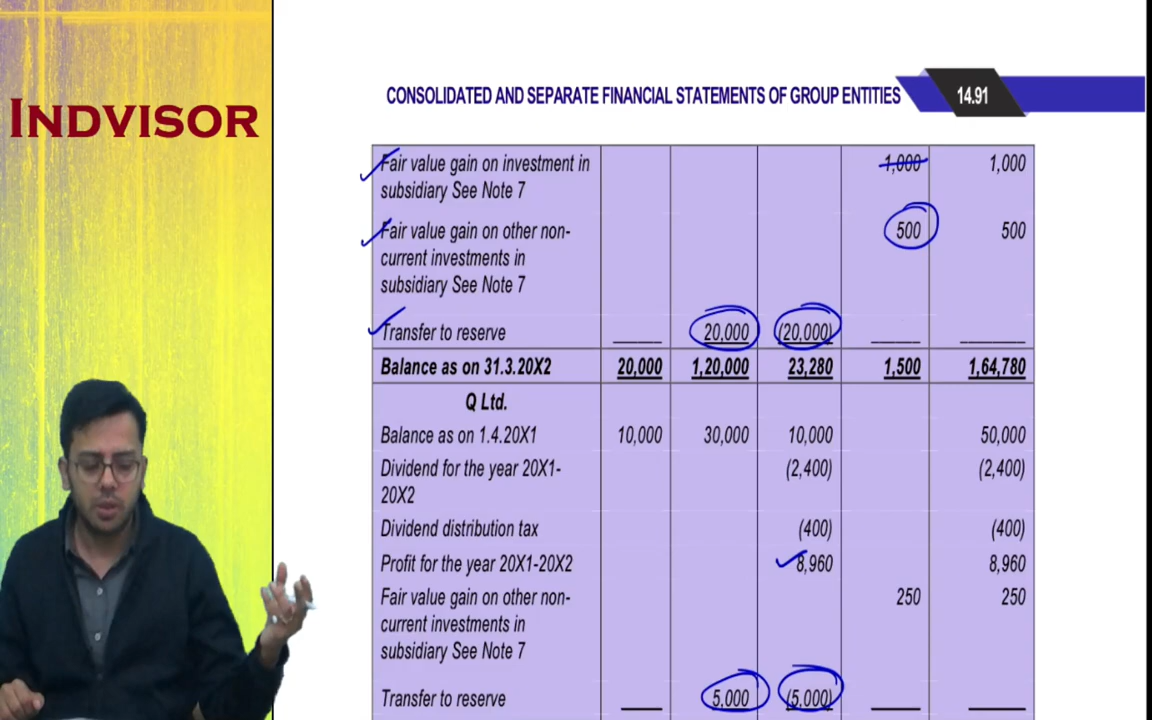 INDVISOR
CONSOLIDATED AND SEPARATE FINANCIAL STATEMENTS OF GROUP ENTITIES 14.91
Fair value gain on investment in 1,000 1,000
subsidiary See Note 7
Fair value gain on other non- 500 500
current investments in
subsidiary See Note 7
Transfer to reserve 20,000 (20,000)
Balance as on 31.3.20X2 20,000 1,20,000 23,280 1,500 1,64,780
Q Ltd.
Balance as on 1.4.20X1 10,000 30,000 10,000 50,000
Dividend for the year 20X1- (2,400) (2,400)
20X2
Dividend distribution tax (400) (400)
Profit for the year 20X1-20X2 8,960 8,960
Fair value gain on other non- 250 250
current investments in
subsidiary See Note 7
Transfer to reserve 5,000 (5,000)